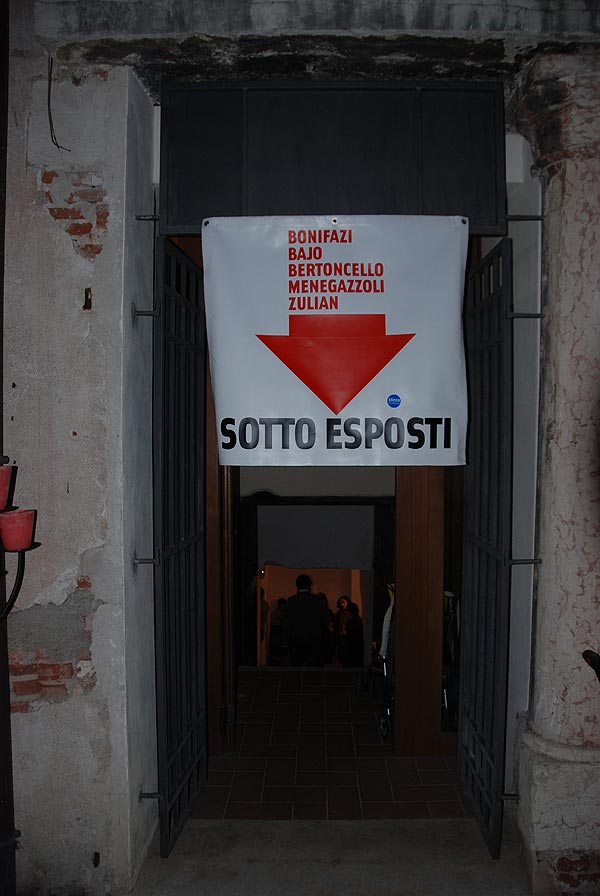 BONIFAZI
BAJO
BERTONCELLO
MENEGAZZOLI
ZULIAN
SOTTO ESPOSTI